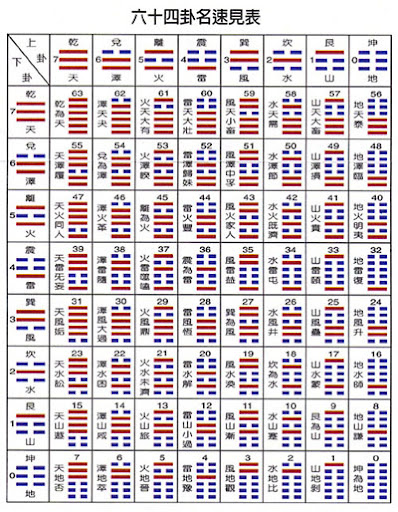 六十四卦名速見表
上卦 下卦 7 乾天 6 兌澤 5 離火 4 震雷 3 巽風 2 坎水 1 艮山 0 坤地
7 乾天 63 乾為天 62 澤天夬 61 火天大有 60 雷天大壯 59 風天小畜 58 水天需 57 山天大畜 56 地天泰
6 兌澤 55 天澤履 54 兌為澤 53 火澤睽 52 雷澤歸妹 51 風澤中孚 50 水澤節 49 山澤損 48 地澤臨
5 離火 47 天火同人 46 澤火革 45 離為火 44 雷火豐 43 風火家人 42 水火既濟 41 山火賁 40 地火明夷
4 震雷 39 天雷无妄 38 澤雷隨 37 火雷噬嗑 36 震為雷 35 風雷益 34 水雷屯 33 山雷頤 32 地雷復
3 巽風 31 天風姤 30 澤風大過 29 火風鼎 28 雷風恆 27 巽為風 26 水風井 25 山風蠱 24 地風升
2 坎水 23 天水訟 22 澤水困 21 火水未濟 20 雷水解 19 風水渙 18 坎為水 17 山水蒙 16 地水師
1 艮山 15 天山遯 14 澤山咸 13 火山旅 12 雷山小過 11 風山漸 10 水山蹇 9 艮為山 8 地山謙
0 坤地 7 天地否 6 澤地萃 5 火地晉 4 雷地豫 3 風地觀 2 水地比 1 山地剝 0 坤為地